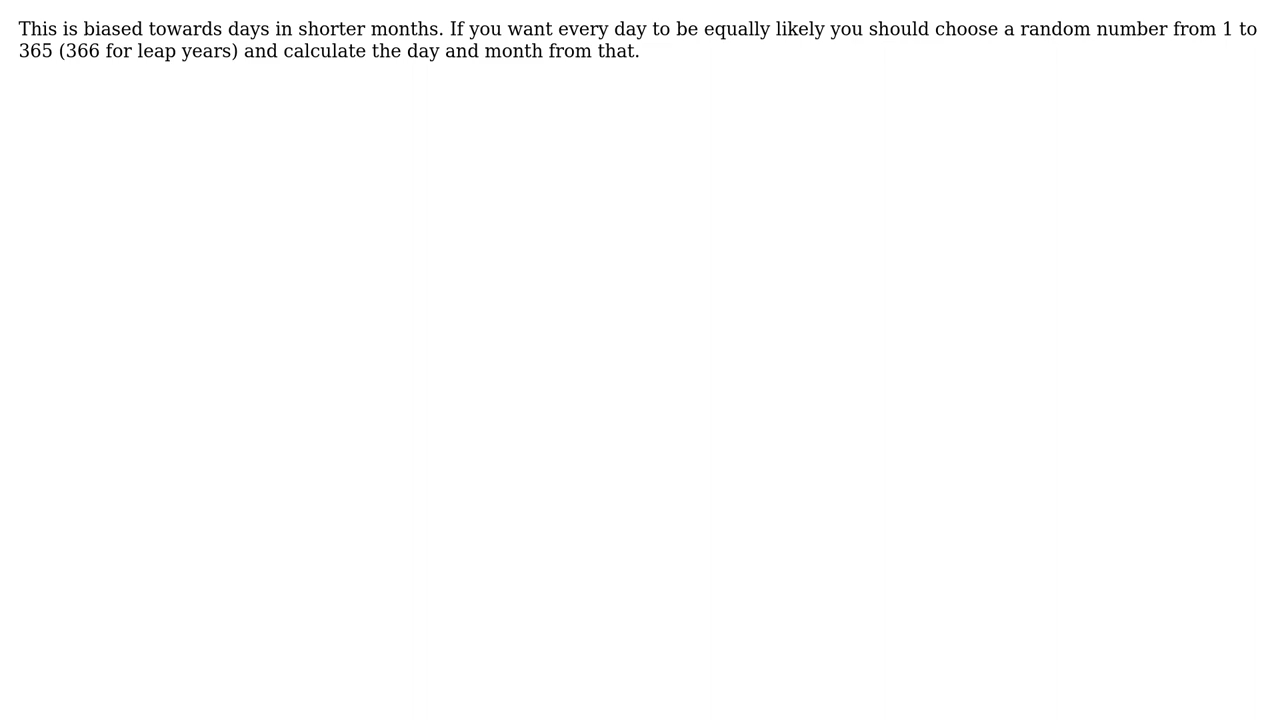 This is biased towards days in shorter months. If you want every day to be equally likely you should choose a random number from 1 to
365 (366 for leap years) and calculate the day and month from that.